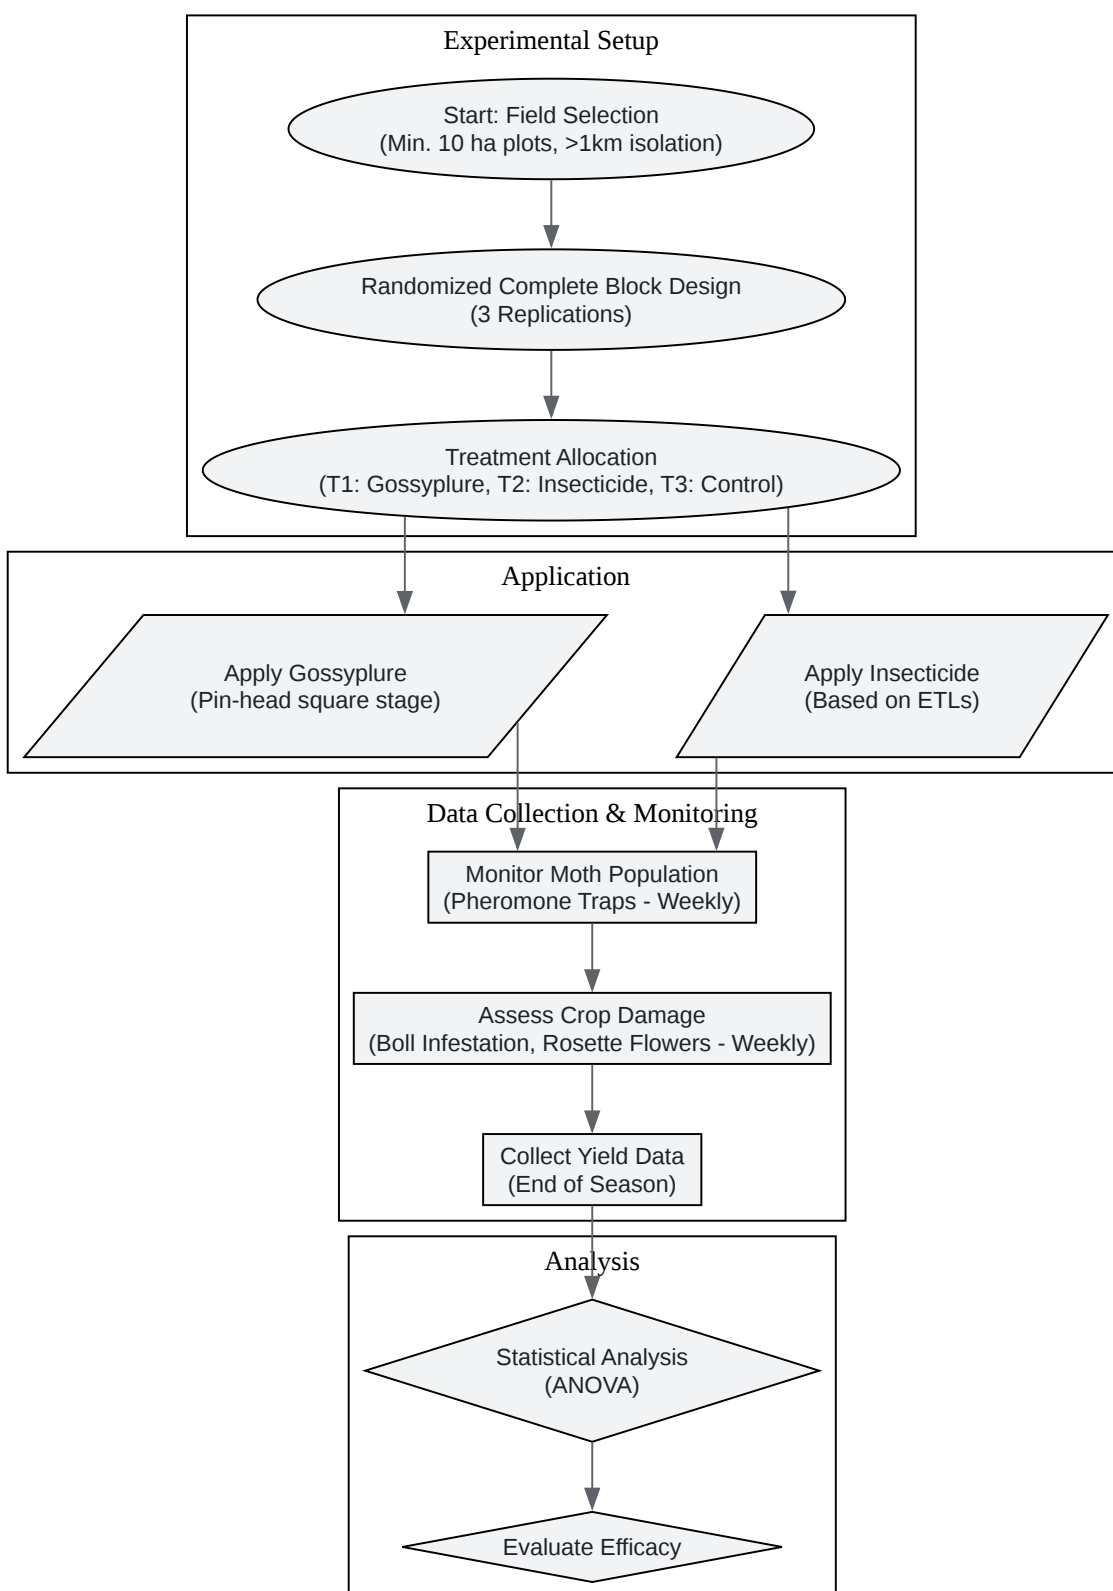 Experimental Setup
Start: Field Selection
(Min. 10 ha plots, >1km isolation)
Randomized Complete Block Design
(3 Replications)
Treatment Allocation
(T1: Gossyplure, T2: Insecticide, T3: Control)
Application
Apply Gossyplure
(Pin-head square stage)
Apply Insecticide
(Based on ETLs)
Data Collection & Monitoring
Monitor Moth Population
(Pheromone Traps - Weekly)
Assess Crop Damage
(Boll Infestation, Rosette Flowers - Weekly)
Collect Yield Data
(End of Season)
Analysis
Statistical Analysis
(ANOVA)
Evaluate Efficacy